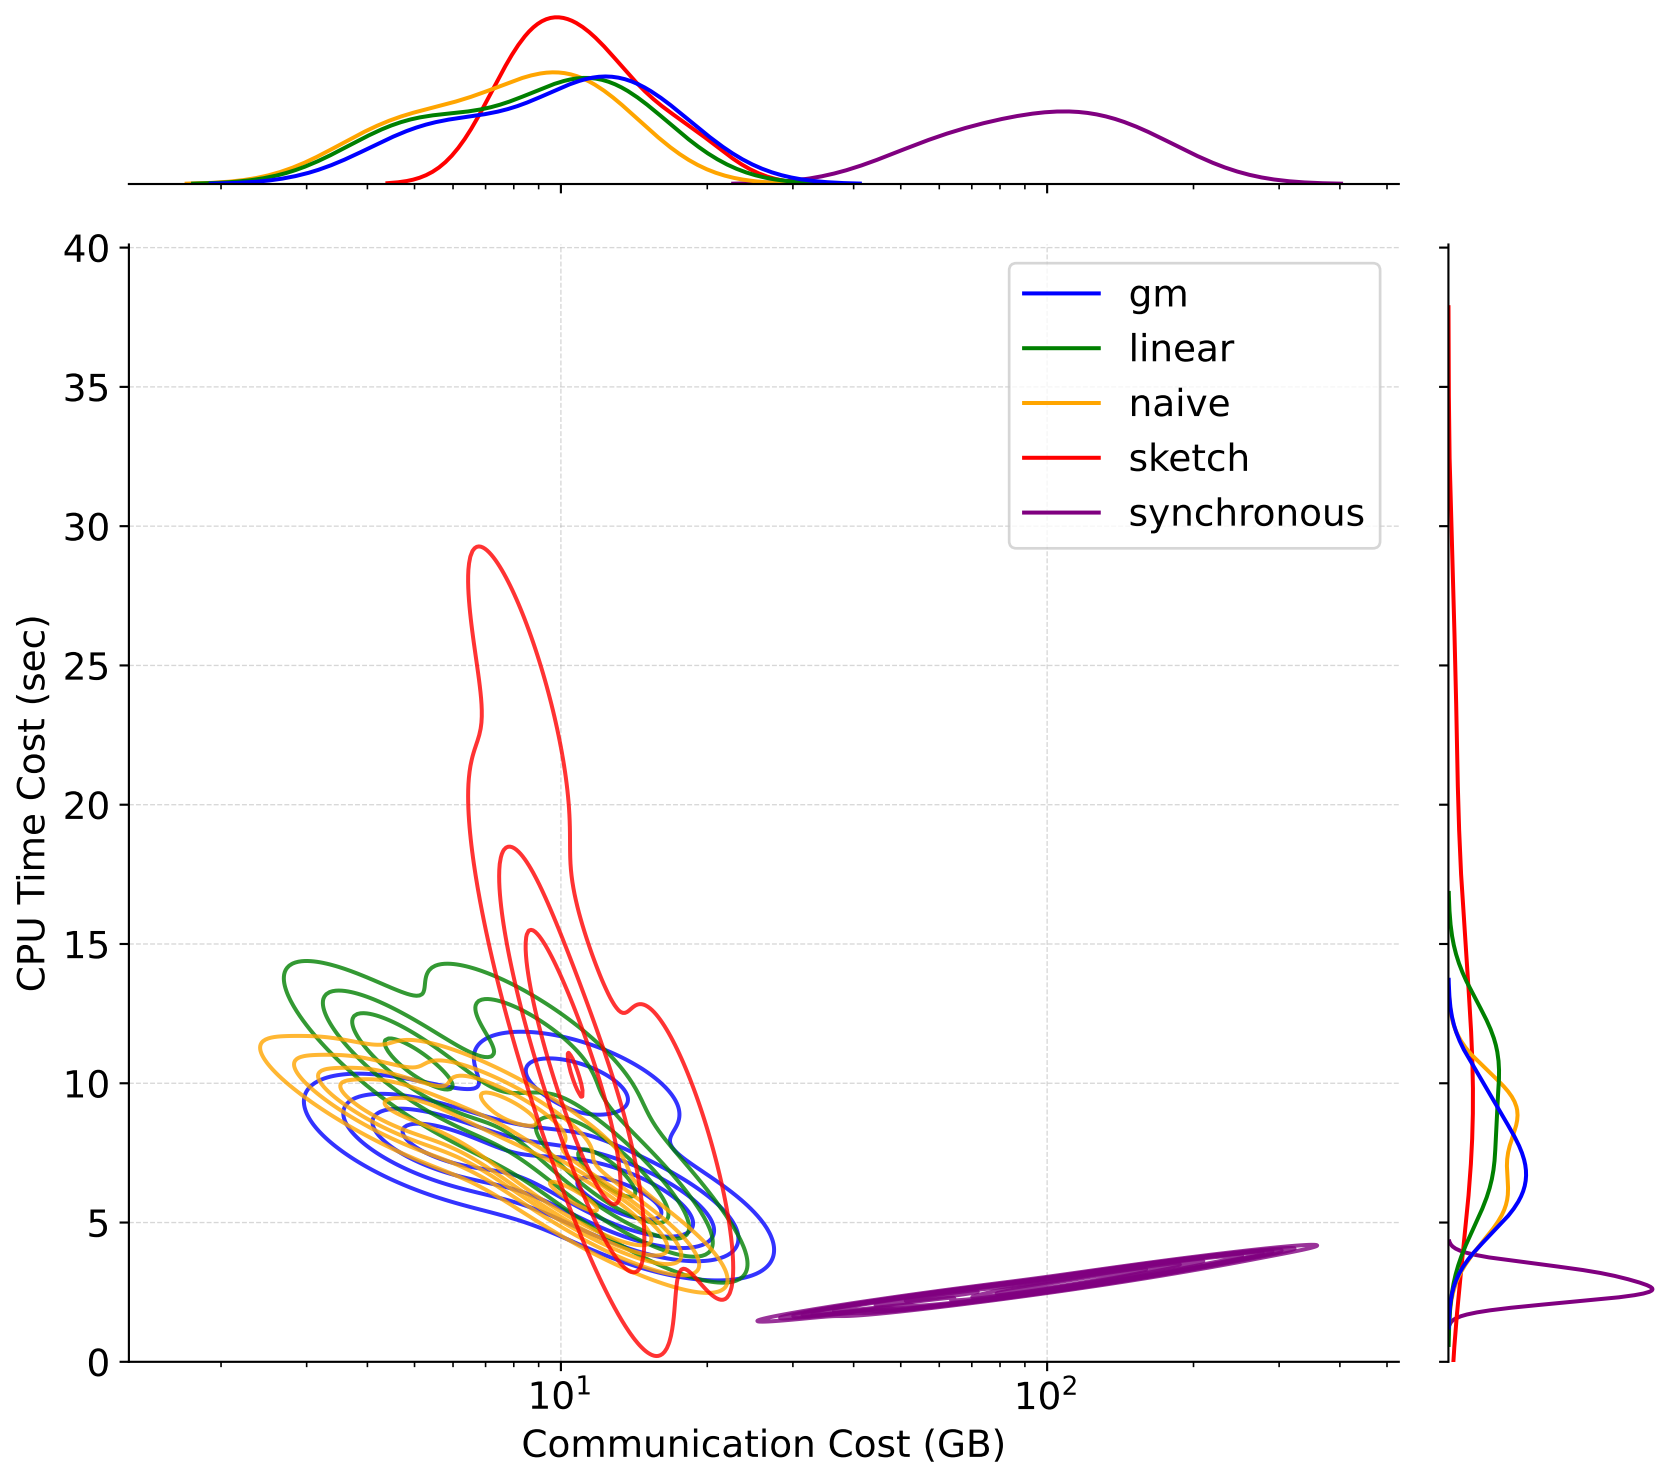 40
35
30
25
20
15
10
5
0
CPU Time Cost (sec)
gm
linear
naive
sketch
synchronous
10¹
10²
Communication Cost (GB)